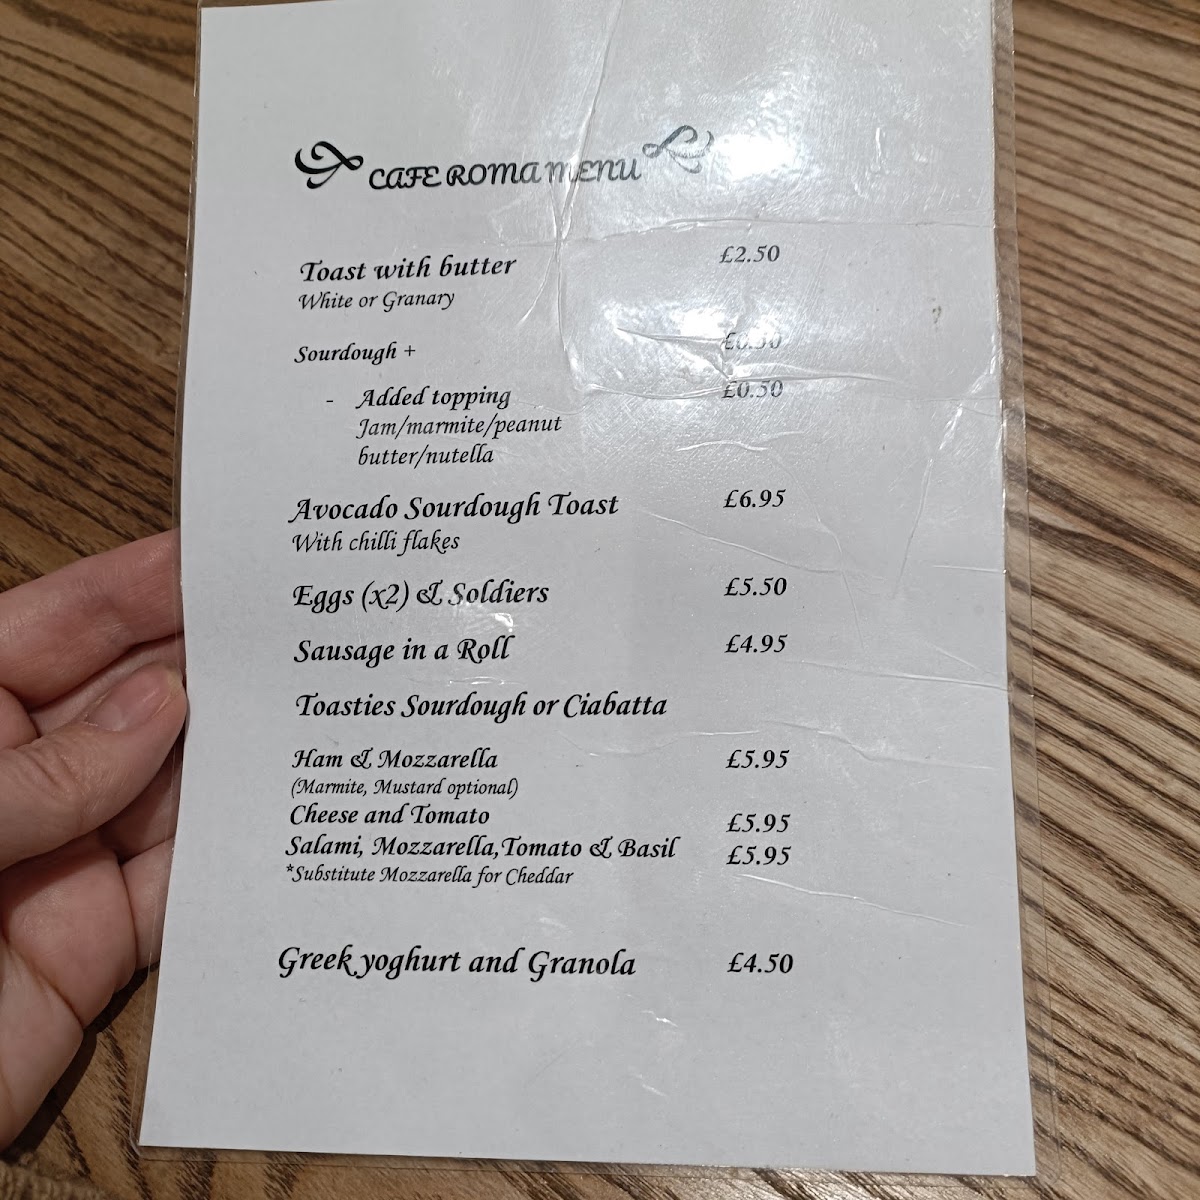 CAFE ROMA MENU
Toast with butter £2.50
White or Granary
Sourdough + £0.50
- Added topping £0.50
Jam/marmite/peanut
butter/nutella
Avocado Sourdough Toast £6.95
With chilli flakes
Eggs (x2) & Soldiers £5.50
Sausage in a Roll £4.95
Toasties Sourdough or Ciabatta
Ham & Mozzarella £5.95
(Marmite, Mustard optional)
Cheese and Tomato £5.95
Salami, Mozzarella,Tomato & Basil £5.95
*Substitute Mozzarella for Cheddar
Greek yoghurt and Granola £4.50